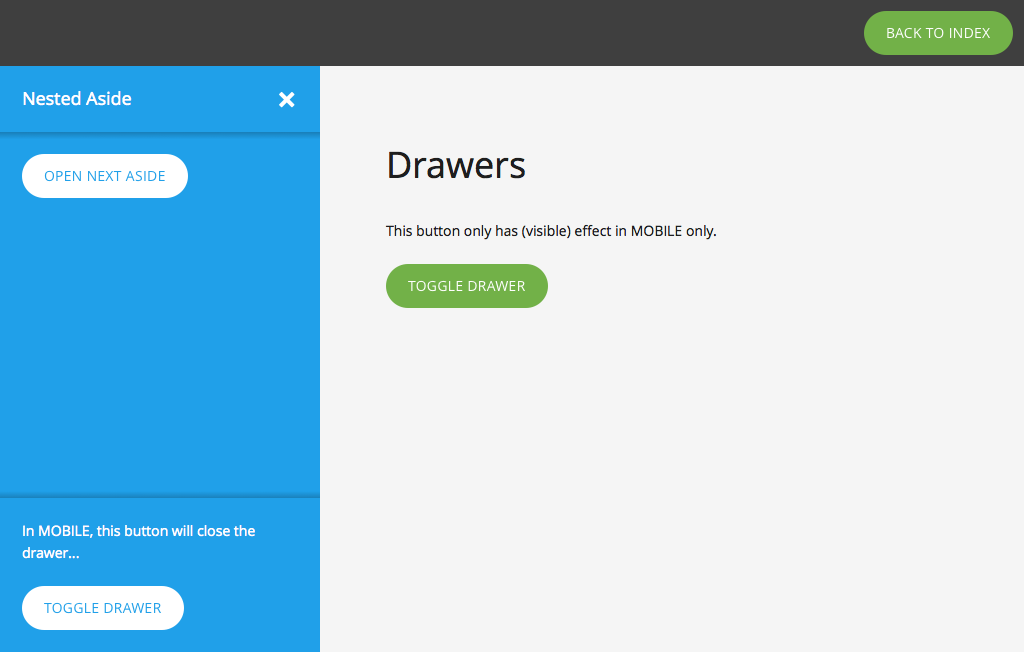 BACK TO INDEX
Nested Aside
OPEN NEXT ASIDE
Drawers
This button only has (visible) effect in MOBILE only.
TOGGLE DRAWER
In MOBILE, this button will close the
drawer...
TOGGLE DRAWER